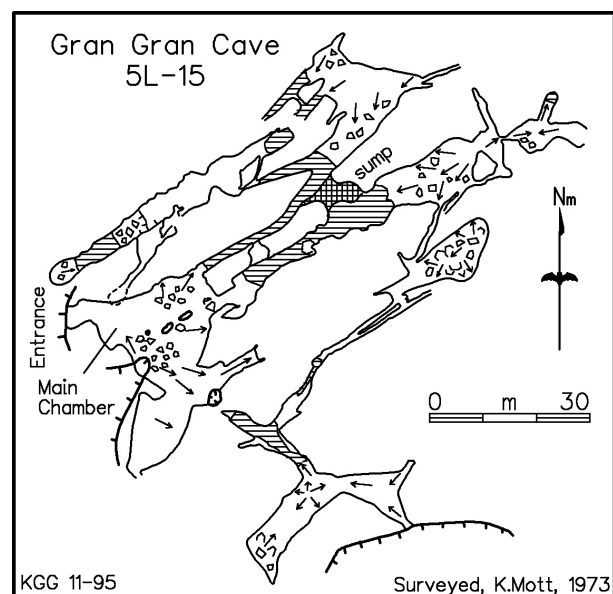 Gran Gran Cave
5L-15
sump
Nm
Entrance
Main
Chamber
0 m 30
KGG 11-95
Surveyed, K.Mott, 1973